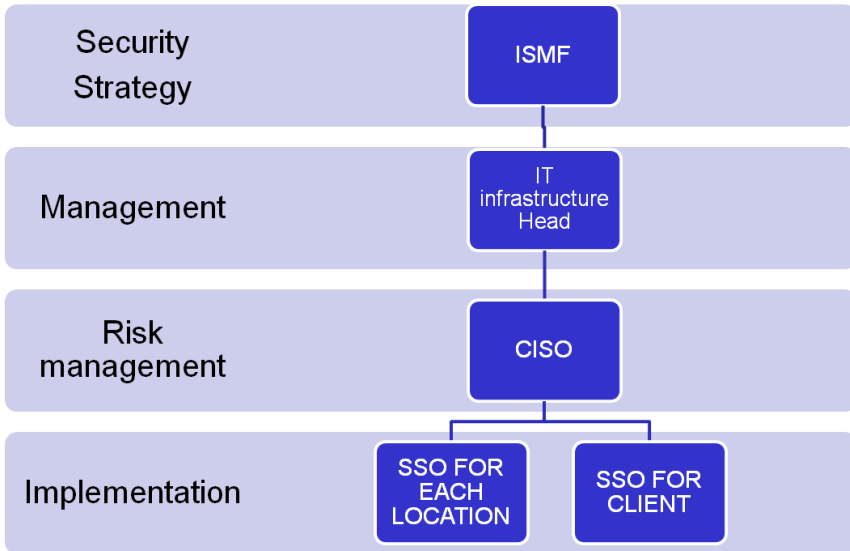 Security
Strategy
ISMF
Management
IT
infrastructure
Head
Risk
management
CISO
Implementation
SSO FOR
EACH
LOCATION
SSO FOR
CLIENT